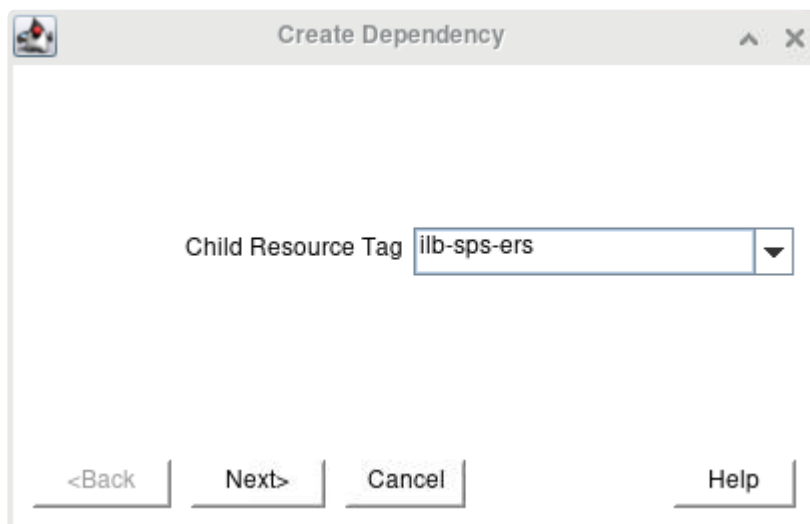 Create Dependency
Child Resource Tag ilb-sps-ers
<Back Next> Cancel Help